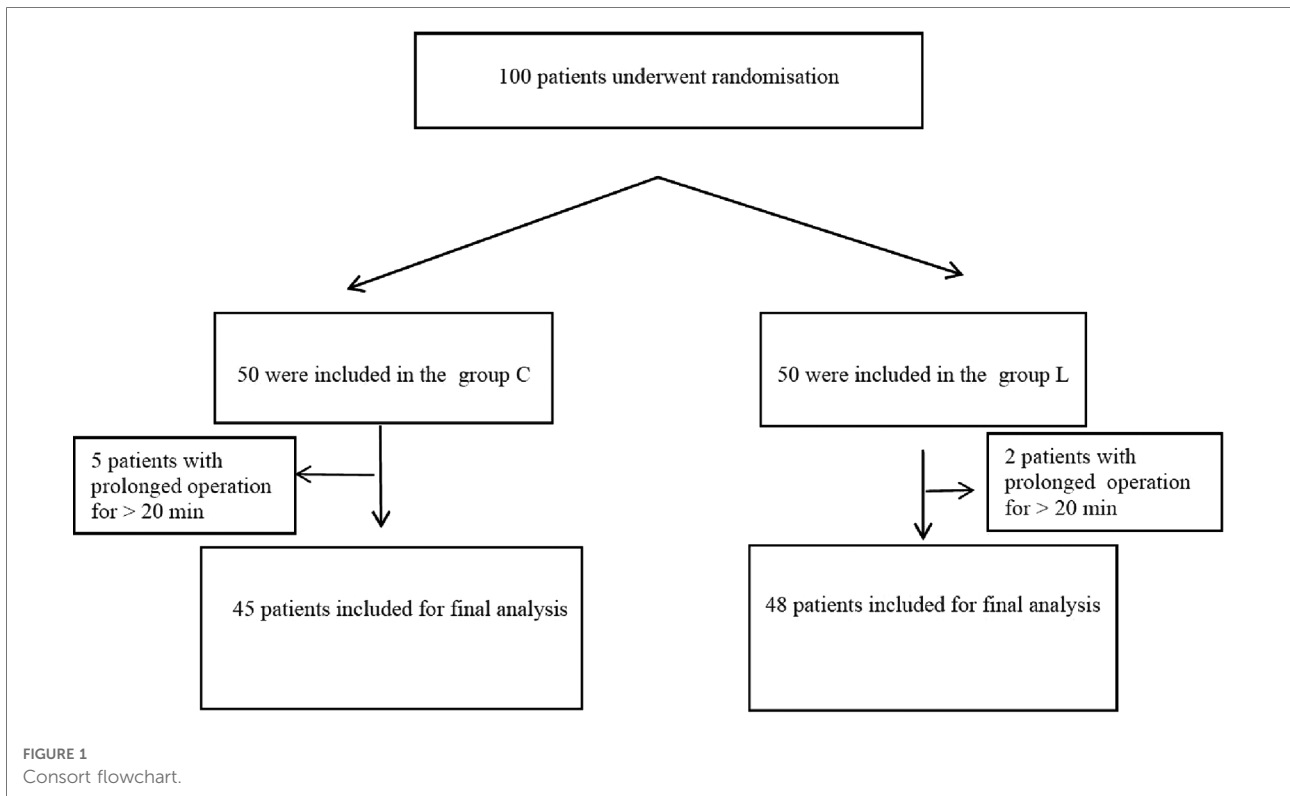 100 patients underwent randomisation
50 were included in the group C
50 were included in the group L
5 patients with
prolonged operation
for > 20 min
2 patients with
prolonged operation
for > 20 min
45 patients included for final analysis
48 patients included for final analysis
FIGURE 1
Consort flowchart.